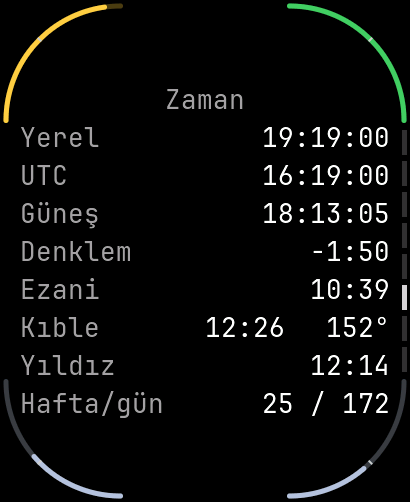 Zaman
Yerel 19:19:00
UTC 16:19:00
Güneş 18:13:05
Denklem -1:50
Ezani 10:39
Kıble 12:26 152°
Yıldız 12:14
Hafta/gün 25 / 172